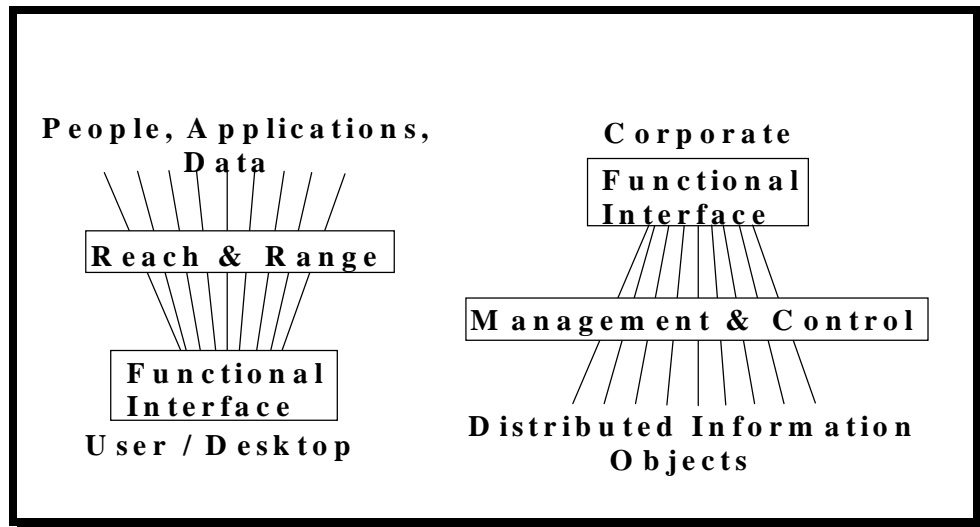 People, Applications,
Data
Reach & Range
Functional
Interface
User / Desktop
Corporate
Functional
Interface
Management & Control
Distributed Information
Objects